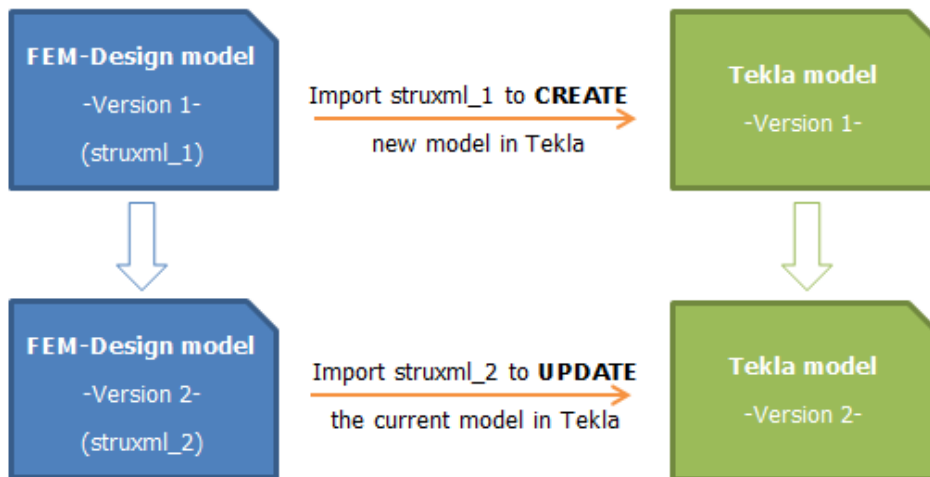 FEM-Design model
-Version 1-
(struxml_1)
Import struxml_1 to CREATE
new model in Tekla
Tekla model
-Version 1-
FEM-Design model
-Version 2-
(struxml_2)
Import struxml_2 to UPDATE
the current model in Tekla
Tekla model
-Version 2-